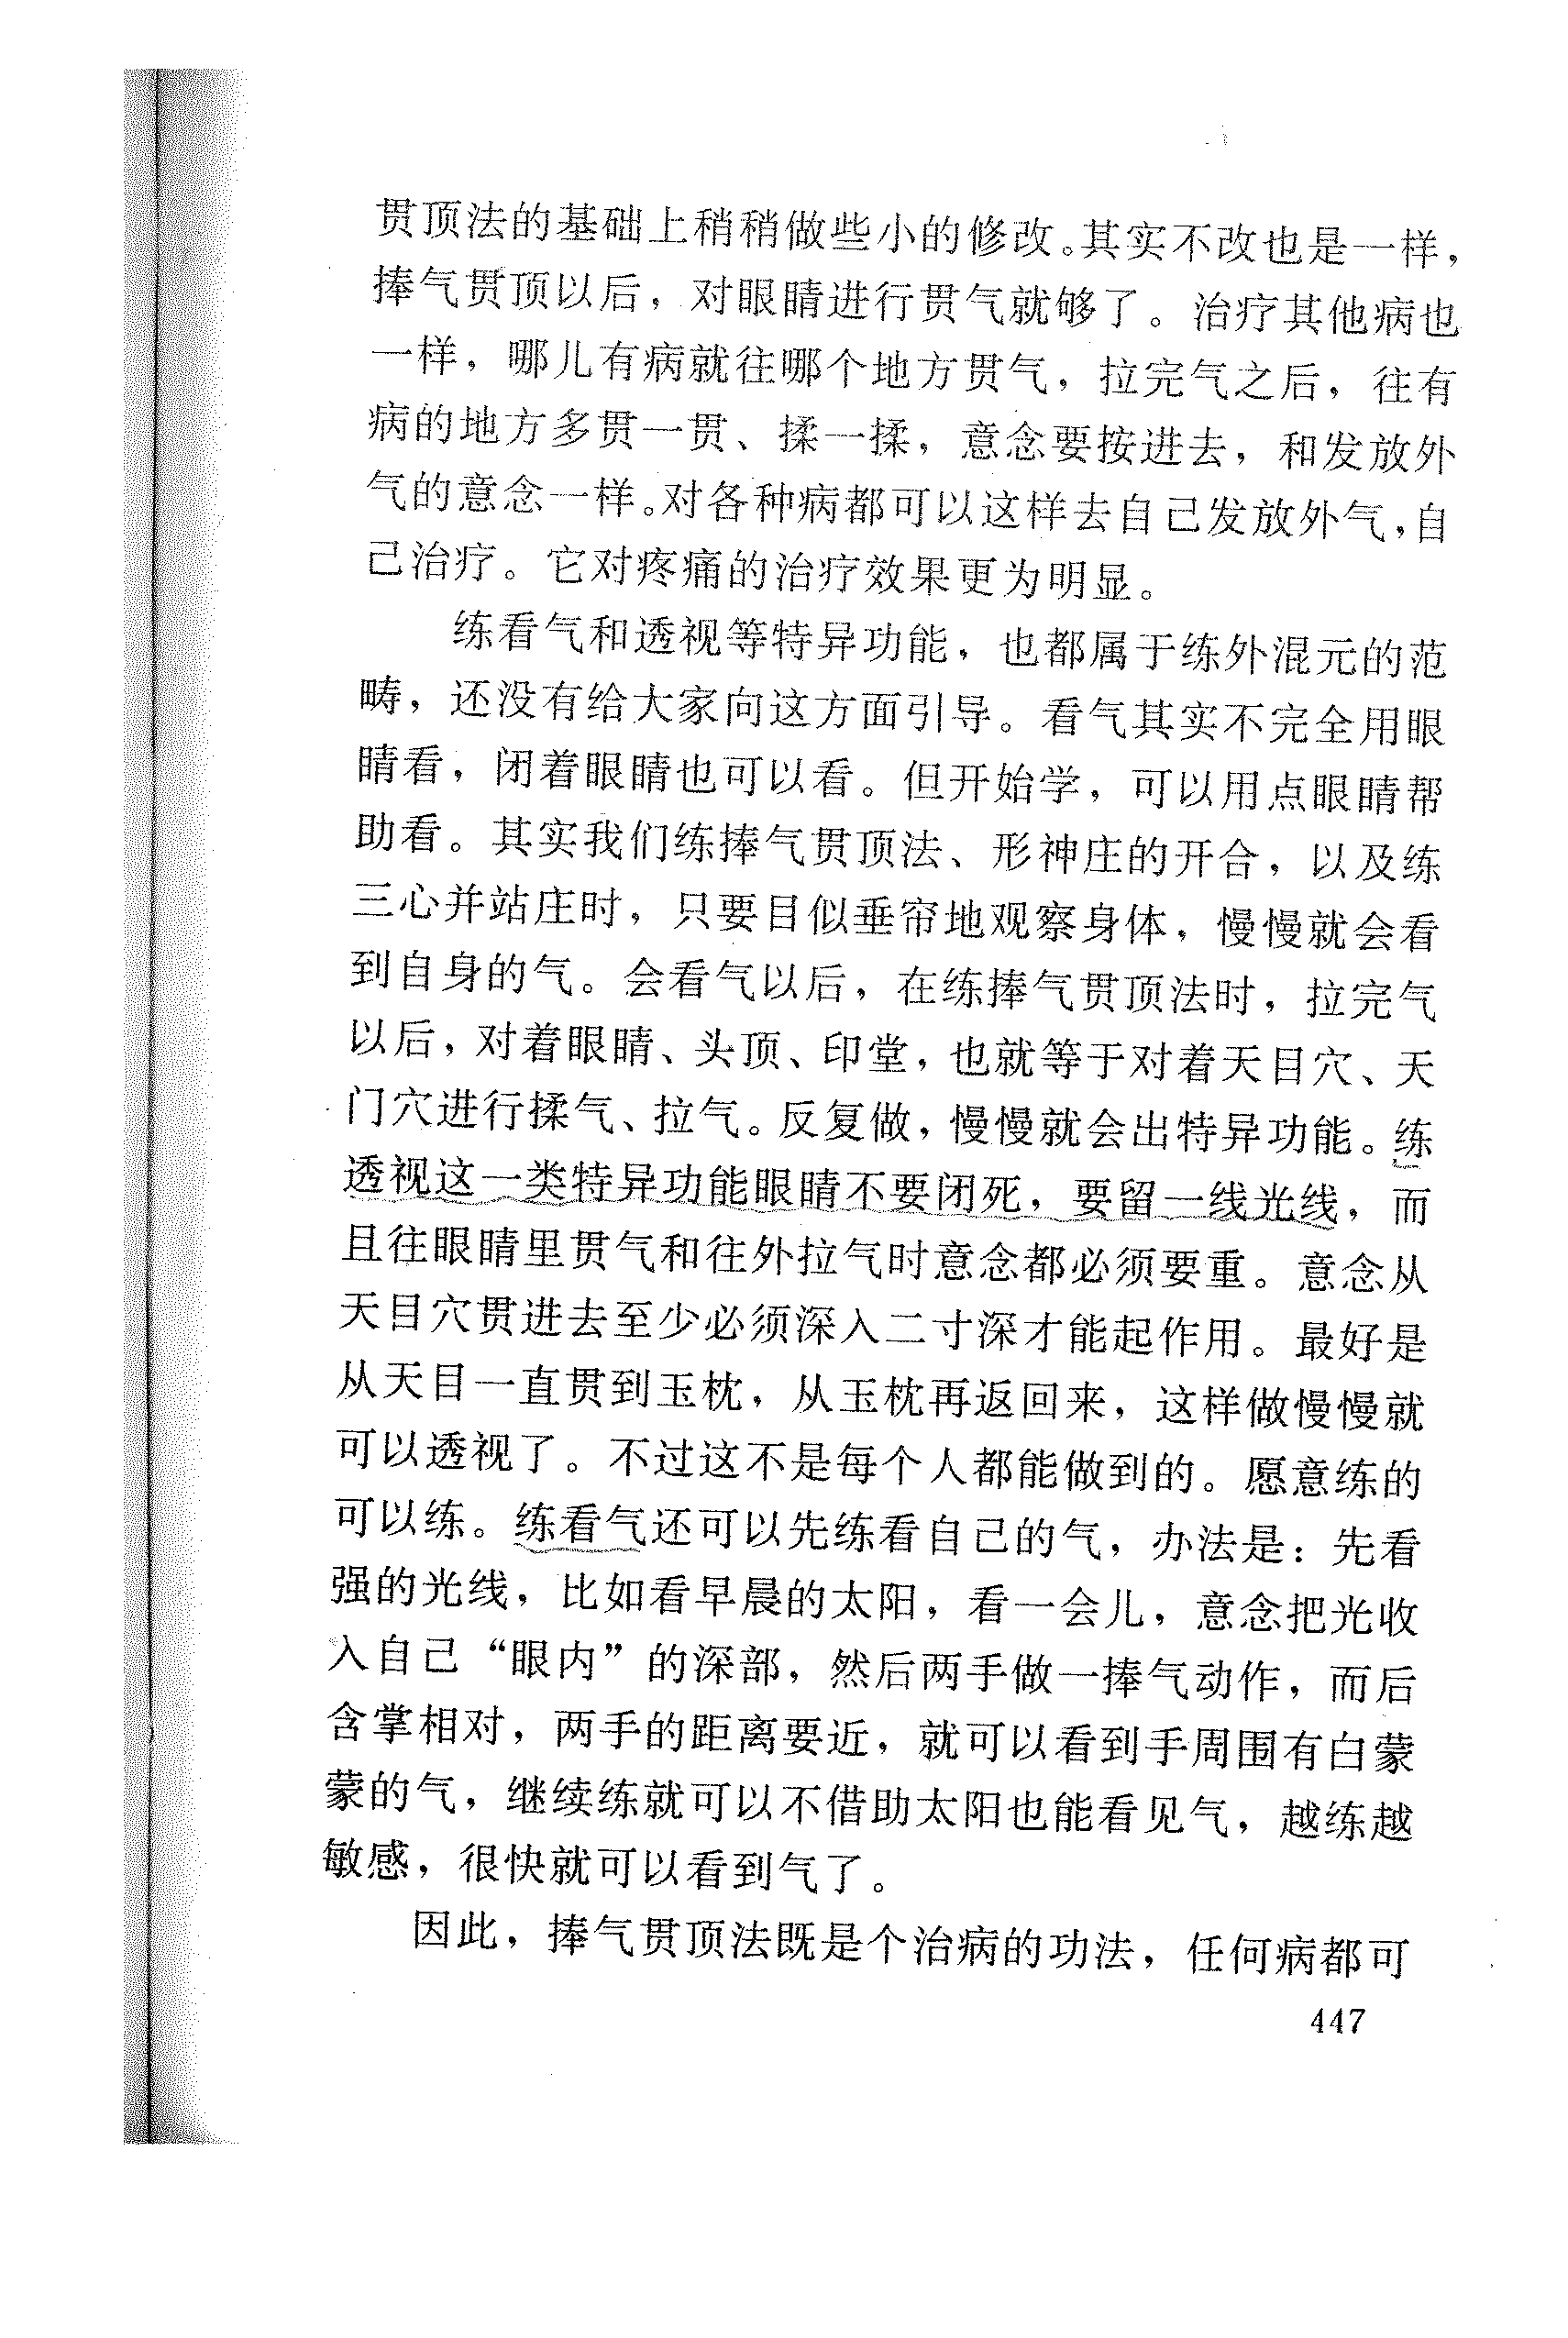 贯顶法的基础上稍稍做些小的修改。其实不改也是一样，
捧气贯顶以后，对眼睛进行贯气就够了。治疗其他病也
一样，哪儿有病就往哪个地方贯气，拉完气之后，往有
病的地方多贯一贯、揉一揉，意念要按进去，和发放外
气的意念一样。对各种病都可以这样去自己发放外气，自
己治疗。它对疼痛的治疗效果更为明显。
练看气和透视等特异功能，也都属于练外混元的范
畴，还没有给大家向这方面引导。看气其实不完全用眼
睛看，闭着眼睛也可以看。但开始学，可以用点眼睛帮
助看。其实我们练捧气贯顶法、形神庄的开合，以及练
三心并站庄时，只要目似垂帘地观察身体，慢慢就会看
到自身的气。会看气以后，在练捧气贯顶法时，拉完气
以后，对着眼睛、头顶、印堂，也就等于对着天目穴、天
门穴进行揉气、拉气。反复做，慢慢就会出特异功能。练
透视这一类特异功能眼睛不要闭死，要留一线光线，而
且往眼睛里贯气和往外拉气时意念都必须要重。意念从
天目穴贯进去至少必须深入二寸深才能起作用。最好是
从天目一直贯到玉枕，从玉枕再返回来，这样做慢慢就
可以透视了。不过这不是每个人都能做到的。愿意练的
可以练。练看气还可以先练看自己的气，办法是：先看
强的光线，比如看早晨的太阳，看一会儿，意念把光收
入自己“眼内”的深部，然后两手做一捧气动作，而后
含掌相对，两手的距离要近，就可以看到手周围有白蒙
蒙的气，继续练就可以不借助太阳也能看见气，越练越
敏感，很快就可以看到气了。
因此，捧气贯顶法既是个治病的功法，任何病都可
447